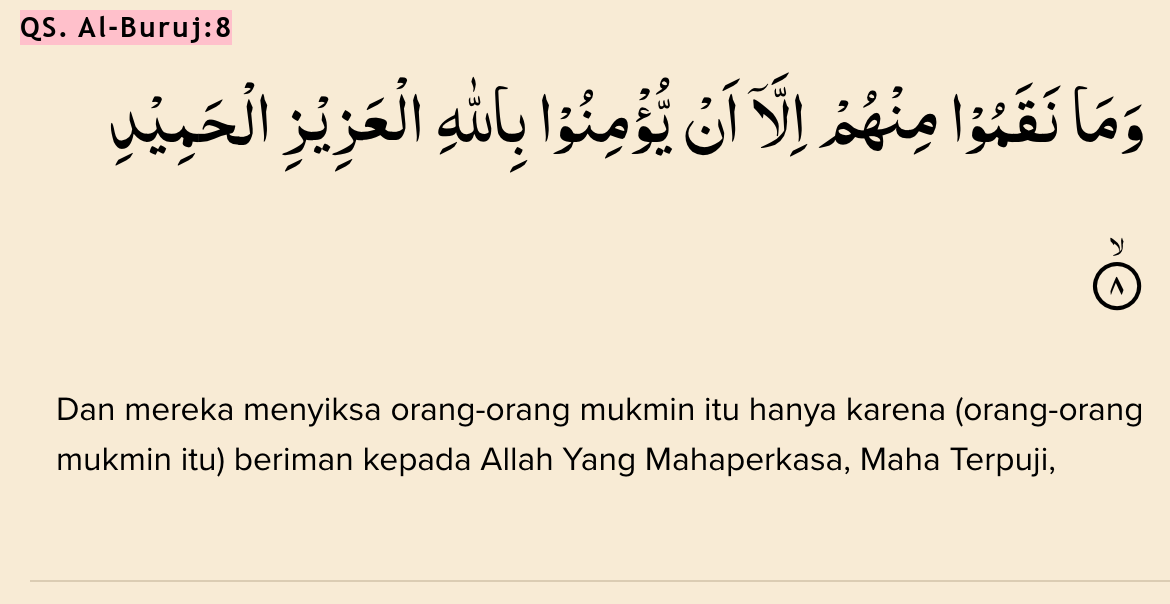 QS. Al-Buruj:8
وَمَا نَقَمُوْا مِنْهُمْ اِلَّآ اَنْ يُّؤْمِنُوْا بِاللّٰهِ الْعَزِيْزِ الْحَمِيْدِ
ۙ
٨
Dan mereka menyiksa orang-orang mukmin itu hanya karena (orang-orang
mukmin itu) beriman kepada Allah Yang Mahaperkasa, Maha Terpuji,